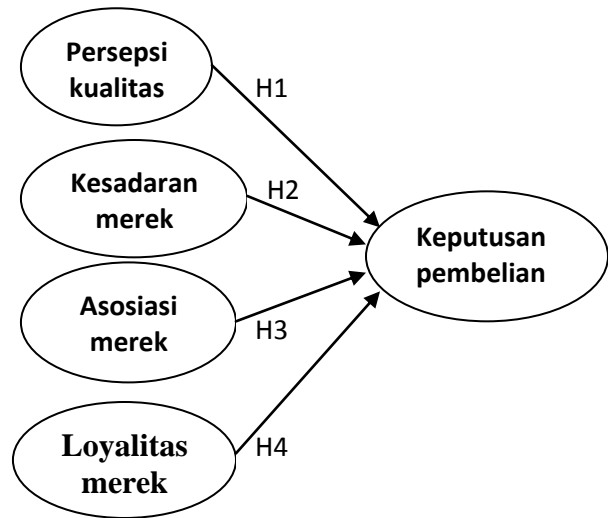 Persepsi
kualitas
H1
Kesadaran
merek
H2
Keputusan
pembelian
Asosiasi
merek
H3
Loyalitas
merek
H4